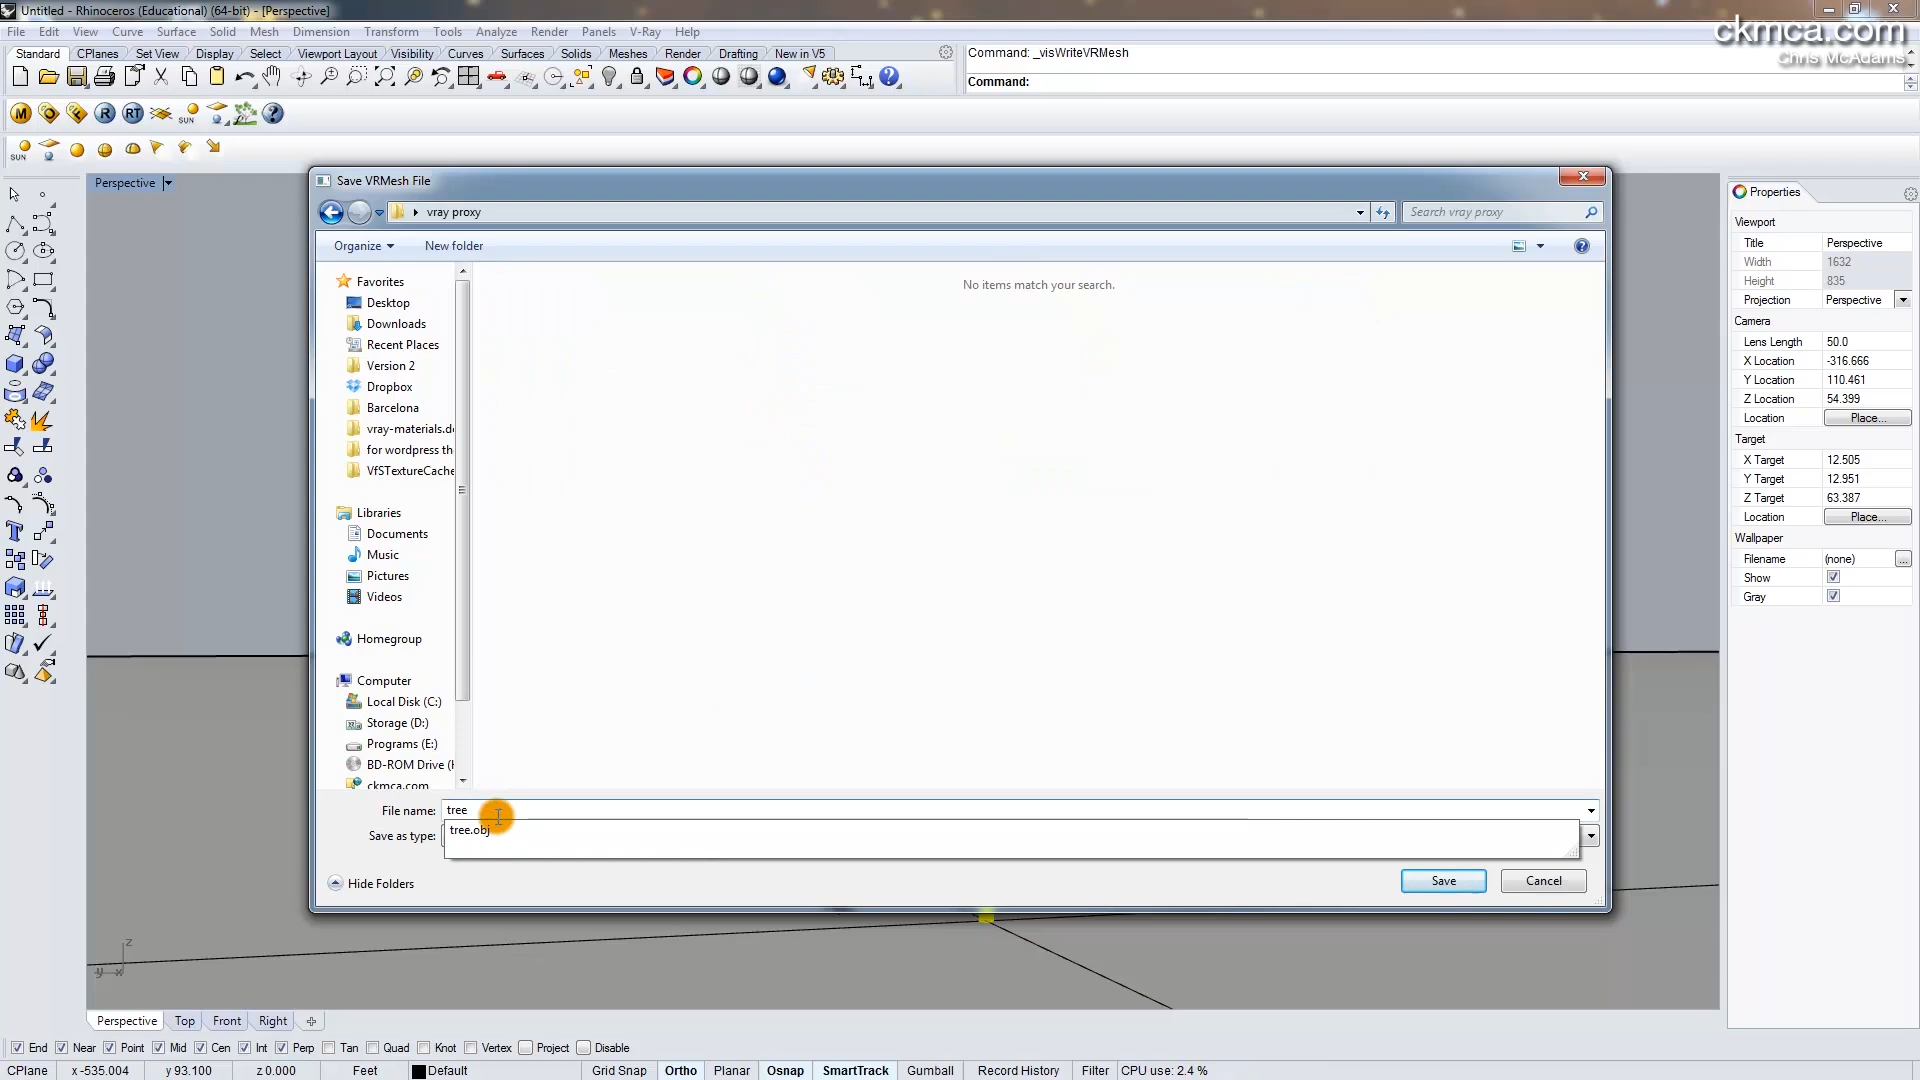 Untitled - Rhinoceros (Educational) (64-bit) - [Perspective]
ckmca.com
Chris McAdams
File Edit View Curve Surface Solid Mesh Dimension Transform Tools Analyze Render Panels V-Ray Help
Standard CPlanes Set View Display Select Viewport Layout Visibility Curves Surfaces Solids Meshes Render Drafting New in V5
Command: _visWriteVRMesh
Command:
M O F R RT SUN
SUN
Perspective
Save VRMesh File
vray proxy
Search vray proxy
Organize New folder
No items match your search.
Favorites
Desktop
Downloads
Recent Places
Version 2
Dropbox
Barcelona
vray-materials.d
for wordpress th
VfSTextureCache
Libraries
Documents
Music
Pictures
Videos
Homegroup
Computer
Local Disk (C:)
Storage (D:)
Programs (E:)
BD-ROM Drive (
ckmca.com
File name: tree
tree.obj
Save as type:
Hide Folders
Save Cancel
Properties
Viewport
Title Perspective
Width 1632
Height 835
Projection Perspective
Camera
Lens Length 50.0
X Location -316.666
Y Location 110.461
Z Location 54.399
Location Place...
Target
X Target 12.505
Y Target 12.951
Z Target 63.387
Location Place...
Wallpaper
Filename (none) ...
Show
Gray
z
y x
Perspective Top Front Right
End Near Point Mid Cen Int Perp Tan Quad Knot Vertex Project Disable
CPlane x -535.004 y 93.100 z 0.000 Feet Default Grid Snap Ortho Planar Osnap SmartTrack Gumball Record History Filter CPU use: 2.4 %